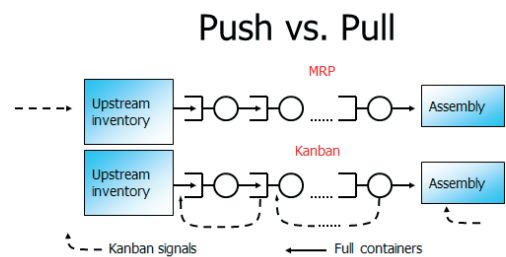 Push vs. Pull
MRP
Upstream
inventory
......
Assembly
Kanban
Upstream
inventory
......
Assembly
......
Kanban signals
Full containers